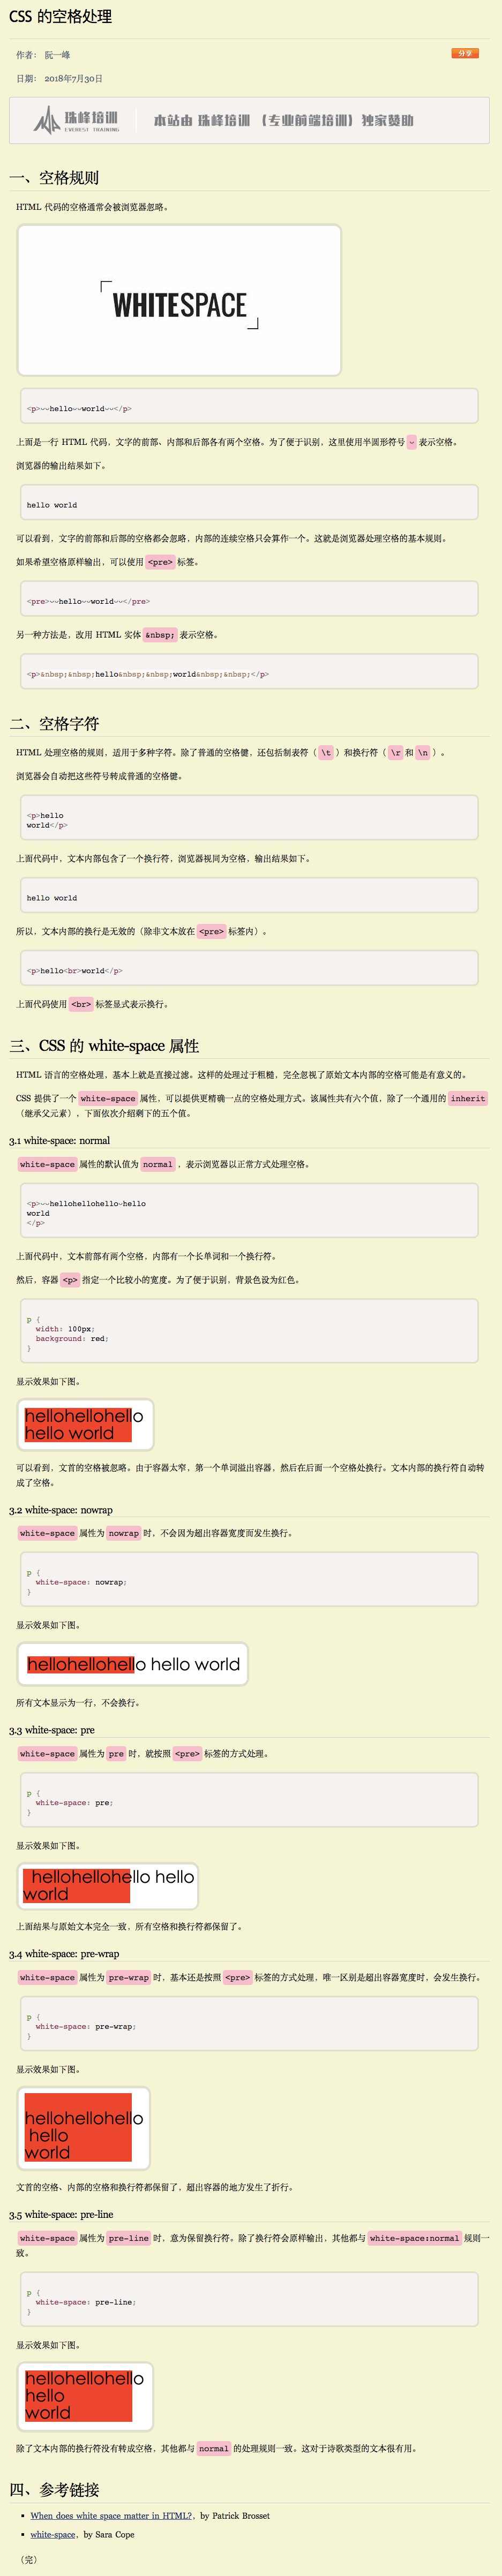 CSS 的空格处理
作者： 阮一峰
分享
日期： 2018年7月30日
珠峰培训
EVEREST TRAINING
本站由 珠峰培训 （专业前端培训） 独家赞助
一、空格规则
HTML 代码的空格通常会被浏览器忽略。
WHITESPACE
<p>⏑⏑hello⏑⏑world⏑⏑</p>
上面是一行 HTML 代码，文字的前部、内部和后部各有两个空格。为了便于识别，这里使用半圆形符号 ⏑ 表示空格。
浏览器的输出结果如下。
hello world
可以看到，文字的前部和后部的空格都会忽略，内部的连续空格只会算作一个。这就是浏览器处理空格的基本规则。
如果希望空格原样输出，可以使用 <pre> 标签。
<pre>⏑⏑hello⏑⏑world⏑⏑</pre>
另一种方法是，改用 HTML 实体 &nbsp; 表示空格。
<p>&nbsp;&nbsp;hello&nbsp;&nbsp;world&nbsp;&nbsp;</p>
二、空格字符
HTML 处理空格的规则，适用于多种字符。除了普通的空格键，还包括制表符（ \t ）和换行符（ \r 和 \n ）。
浏览器会自动把这些符号转成普通的空格键。
<p>hello
world</p>
上面代码中，文本内部包含了一个换行符，浏览器视同为空格，输出结果如下。
hello world
所以，文本内部的换行是无效的（除非文本放在 <pre> 标签内）。
<p>hello<br>world</p>
上面代码使用 <br> 标签显式表示换行。
三、CSS 的 white-space 属性
HTML 语言的空格处理，基本上就是直接过滤。这样的处理过于粗糙，完全忽视了原始文本内部的空格可能是有意义的。
CSS 提供了一个 white-space 属性，可以提供更精确一点的空格处理方式。该属性共有六个值，除了一个通用的 inherit
（继承父元素），下面依次介绍剩下的五个值。
3.1 white-space: normal
white-space 属性的默认值为 normal ，表示浏览器以正常方式处理空格。
<p>⏑⏑hellohellohello⏑hello
world
</p>
上面代码中，文本前部有两个空格，内部有一个长单词和一个换行符。
然后，容器 <p> 指定一个比较小的宽度。为了便于识别，背景色设为红色。
p {
  width: 100px;
  background: red;
}
显示效果如下图。
hellohellohello
hello world
可以看到，文首的空格被忽略。由于容器太窄，第一个单词溢出容器，然后在后面一个空格处换行。文本内部的换行符自动转
成了空格。
3.2 white-space: nowrap
white-space 属性为 nowrap 时，不会因为超出容器宽度而发生换行。
p {
  white-space: nowrap;
}
显示效果如下图。
hellohellohello hello world
所有文本显示为一行，不会换行。
3.3 white-space: pre
white-space 属性为 pre 时，就按照 <pre> 标签的方式处理。
p {
  white-space: pre;
}
显示效果如下图。
  hellohellohello hello
world
上面结果与原始文本完全一致，所有空格和换行符都保留了。
3.4 white-space: pre-wrap
white-space 属性为 pre-wrap 时，基本还是按照 <pre> 标签的方式处理，唯一区别是超出容器宽度时，会发生换行。
p {
  white-space: pre-wrap;
}
显示效果如下图。
hellohellohello
 hello
world
文首的空格、内部的空格和换行符都保留了，超出容器的地方发生了折行。
3.5 white-space: pre-line
white-space 属性为 pre-line 时，意为保留换行符。除了换行符会原样输出，其他都与 white-space:normal 规则一
致。
p {
  white-space: pre-line;
}
显示效果如下图。
hellohellohello
hello
world
除了文本内部的换行符没有转成空格，其他都与 normal 的处理规则一致。这对于诗歌类型的文本很有用。
四、参考链接
When does white space matter in HTML?，by Patrick Brosset
white-space，by Sara Cope
（完）